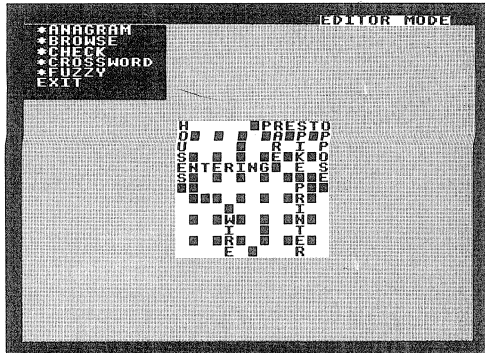 EDITOR MODE
*ANAGRAM
*BROWSE
*CHECK
*CROSSWORD
*FUZZY
EXIT
H PRESTO
O P P
U R I P
S E K O
ENTERING E S
S E
P
R
I
W N
I T
R E
E R